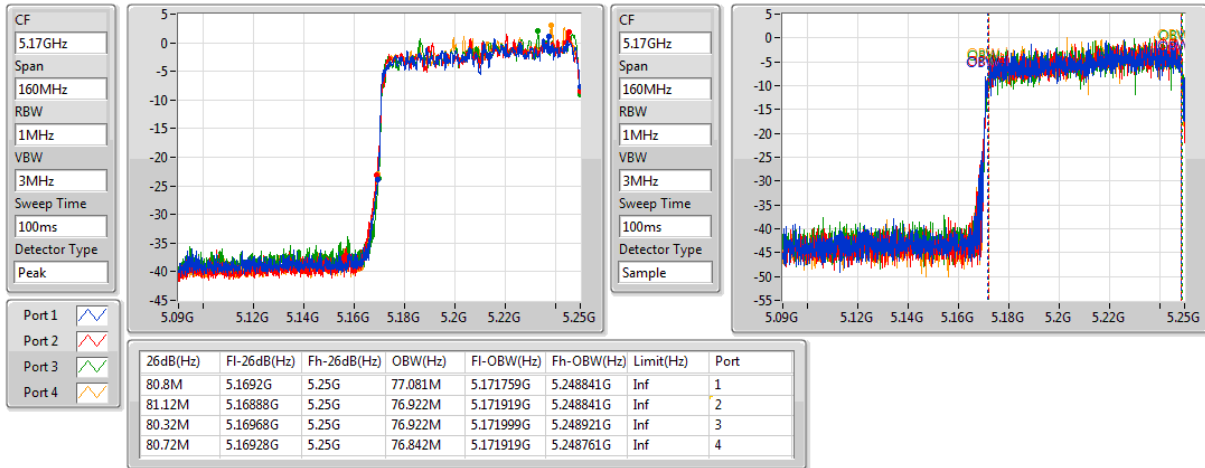 CF
5.17GHz
Span
160MHz
RBW
1MHz
VBW
3MHz
Sweep Time
100ms
Detector Type
Peak
5
0
-5
-10
-15
-20
-25
-30
-35
-40
-45
5.09G 5.12G 5.14G 5.16G 5.18G 5.2G 5.22G 5.25G
CF
5.17GHz
Span
160MHz
RBW
1MHz
VBW
3MHz
Sweep Time
100ms
Detector Type
Sample
5
0
-5
-10
-15
-20
-25
-30
-35
-40
-45
-50
-55
5.09G 5.12G 5.14G 5.16G 5.18G 5.2G 5.22G 5.25G
Port 1
Port 2
Port 3
Port 4
26dB(Hz) Fl-26dB(Hz) Fh-26dB(Hz) OBW(Hz) Fl-OBW(Hz) Fh-OBW(Hz) Limit(Hz) Port
80.8M 5.1692G 5.25G 77.081M 5.171759G 5.248841G Inf 1
81.12M 5.16888G 5.25G 76.922M 5.171919G 5.248841G Inf 2
80.32M 5.16968G 5.25G 76.922M 5.171999G 5.248921G Inf 3
80.72M 5.16928G 5.25G 76.842M 5.171919G 5.248761G Inf 4